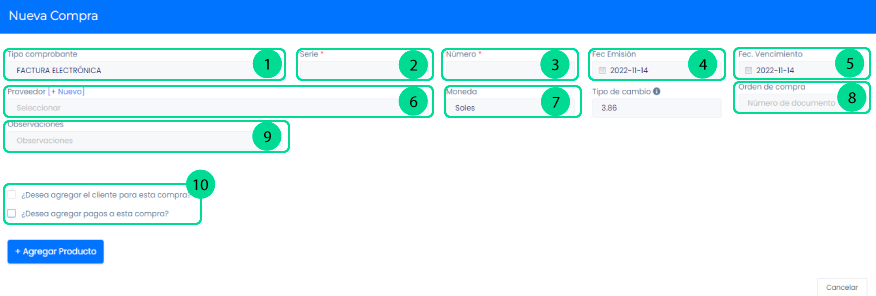 Nueva Compra
Tipo comprobante
FACTURA ELECTRÓNICA
1
Serie *
2
Número *
3
Fec Emisión
2022-11-14
4
Fec. Vencimiento
2022-11-14
5
Proveedor [+ Nuevo]
Seleccionar
6
Moneda
Soles
7
Tipo de cambio
3.86
Orden de compra
Número de documento
8
Observaciones
Observaciones
9
10
¿Desea agregar el cliente para esta compra?
¿Desea agregar pagos a esta compra?
+ Agregar Producto
Cancelar